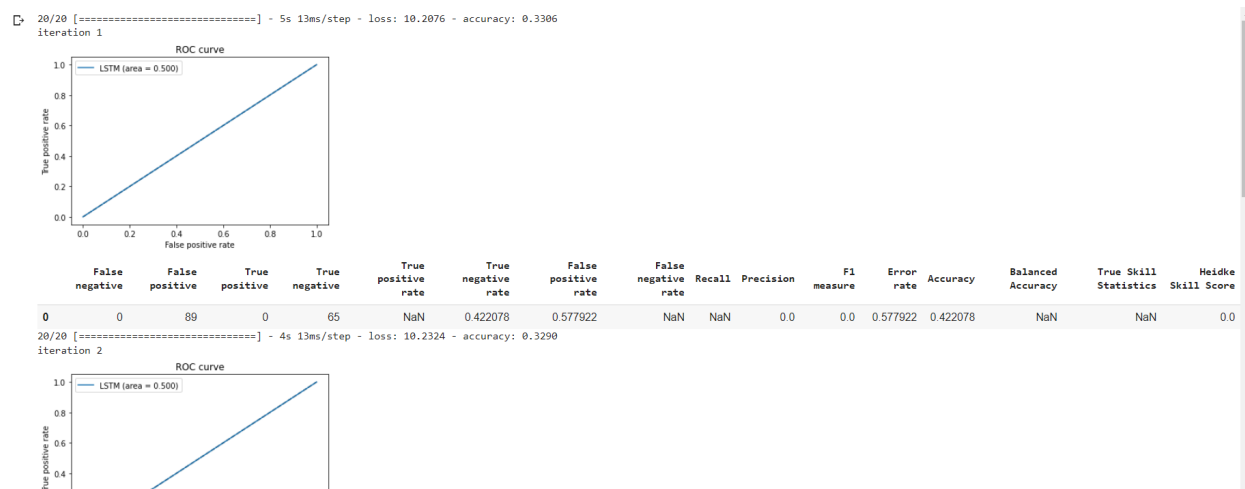 20/20 [==============================] - 5s 13ms/step - loss: 10.2076 - accuracy: 0.3306
iteration 1
ROC curve
LSTM (area = 0.500)
1.0
0.8
0.6
0.4
0.2
0.0
True positive rate
0.0 0.2 0.4 0.6 0.8 1.0
False positive rate
False negative False positive True positive True negative True positive rate True negative rate False positive rate False negative rate Recall Precision F1 measure Error rate Accuracy Balanced Accuracy True Skill Statistics Heidke Skill Score
0 0 89 0 65 NaN 0.422078 0.577922 NaN NaN 0.0 0.0 0.577922 0.422078 NaN NaN 0.0
20/20 [==============================] - 4s 13ms/step - loss: 10.2324 - accuracy: 0.3290
iteration 2
ROC curve
LSTM (area = 0.500)
1.0
0.8
0.6
0.4
positive rate